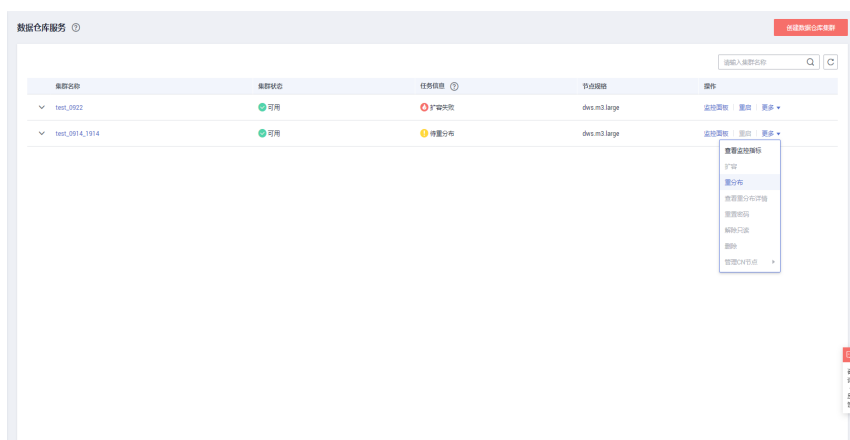 数据仓库服务
创建数据仓库集群
请输入集群名称
集群名称 集群状态 任务信息 节点规格 操作
test_0922 可用 扩容失败 dws.m3.large 监控面板 重启 更多
test_0914_1914 可用 待重分布 dws.m3.large 监控面板 重启 更多
查看监控指标
扩容
重分布
查看重分布详情
重置密码
解除只读
删除
管理CN节点